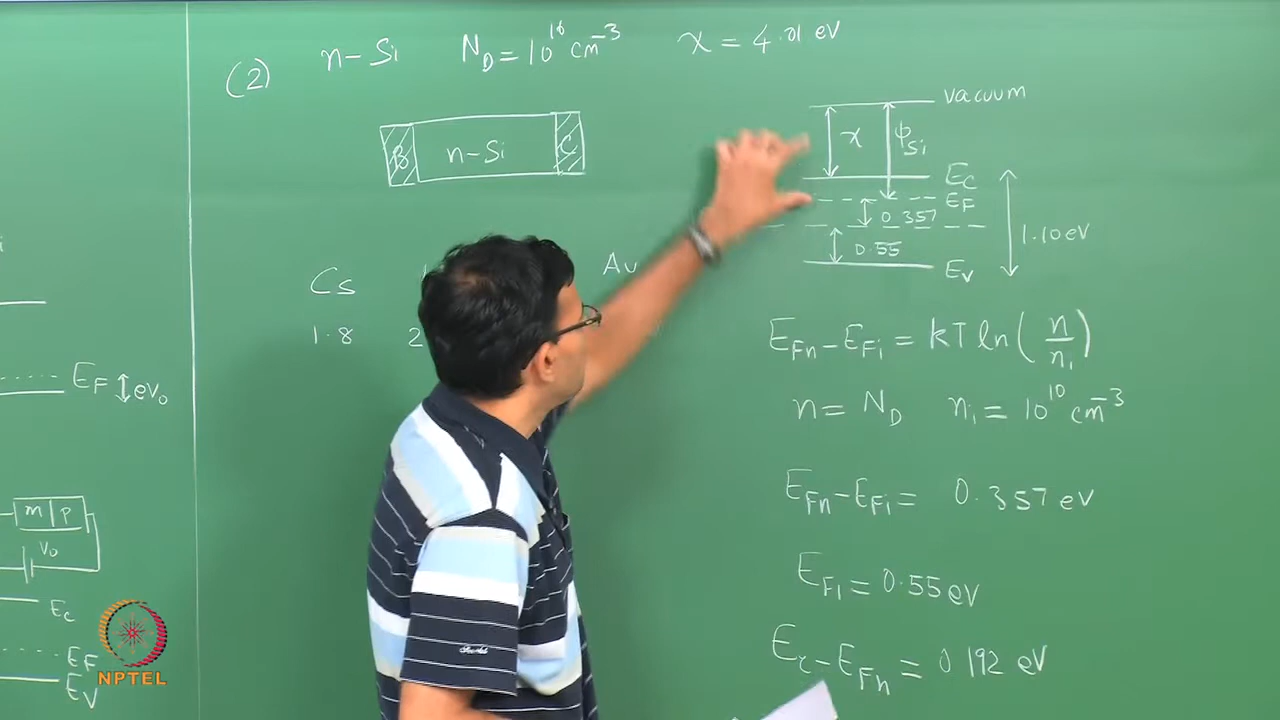 (2) n-Si N_D = 10^16 cm^-3 χ = 4.01 eV
B n-Si C
vacuum
χ φ_Si
E_C
E_F
0.357
0.55
1.10 eV
E_V
Cs Au
1.8 2
E_Fn - E_Fi = kT ln(n/n_i)
n = N_D n_i = 10^10 cm^-3
E_Fn - E_Fi = 0.357 eV
E_Fi = 0.55 eV
E_c - E_Fn = 0.192 eV
i
E_F eV_0
m p
V_0
E_C
E_F
E_V
NPTEL